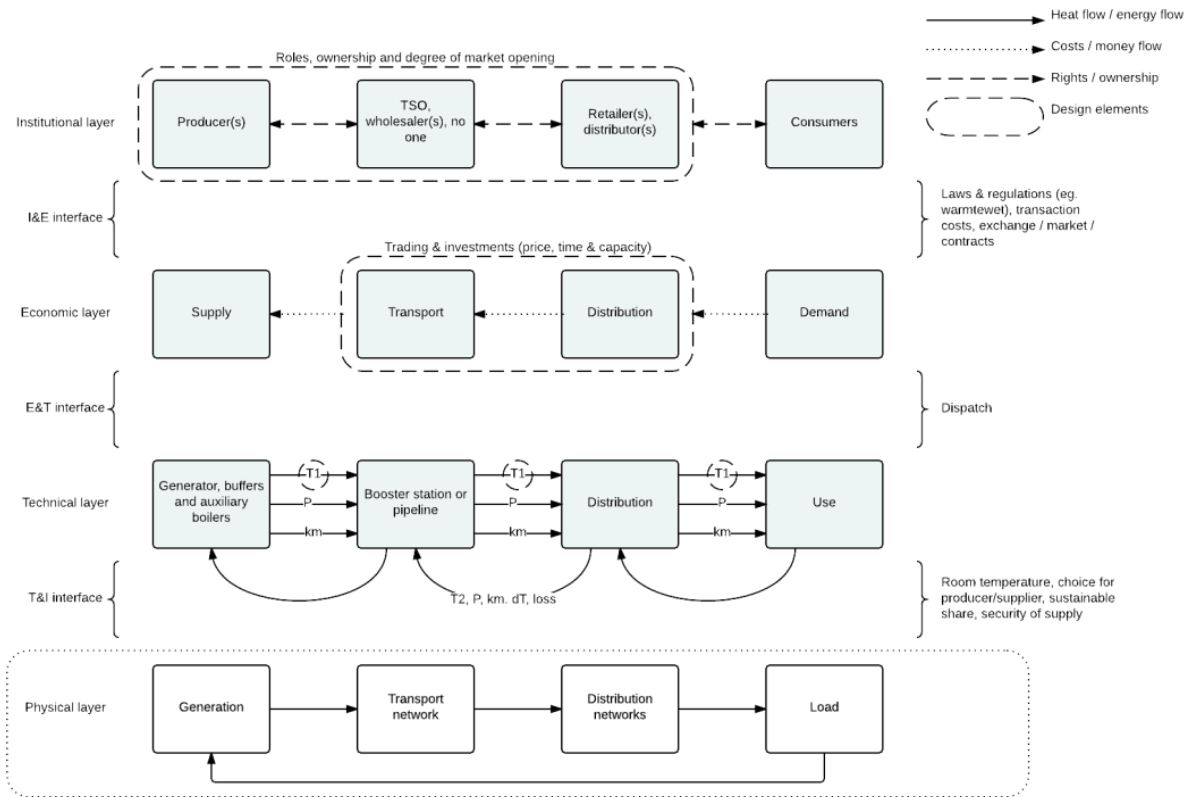 Heat flow / energy flow
Costs / money flow
Rights / ownership
Design elements
Roles, ownership and degree of market opening
Institutional layer
Producer(s)
TSO,
wholesaler(s), no
one
Retailer(s),
distributor(s)
Consumers
I&E interface
Laws & regulations (eg.
warmtewet), transaction
costs, exchange / market /
contracts
Trading & investments (price, time & capacity)
Economic layer
Supply
Transport
Distribution
Demand
E&T interface
Dispatch
Technical layer
Generator, buffers
and auxiliary
boilers
T1
P
km
Booster station or
pipeline
T1
P
km
Distribution
T1
P
km
Use
T&I interface
T2, P, km. dT, loss
Room temperature, choice for
producer/supplier, sustainable
share, security of supply
Physical layer
Generation
Transport
network
Distribution
networks
Load